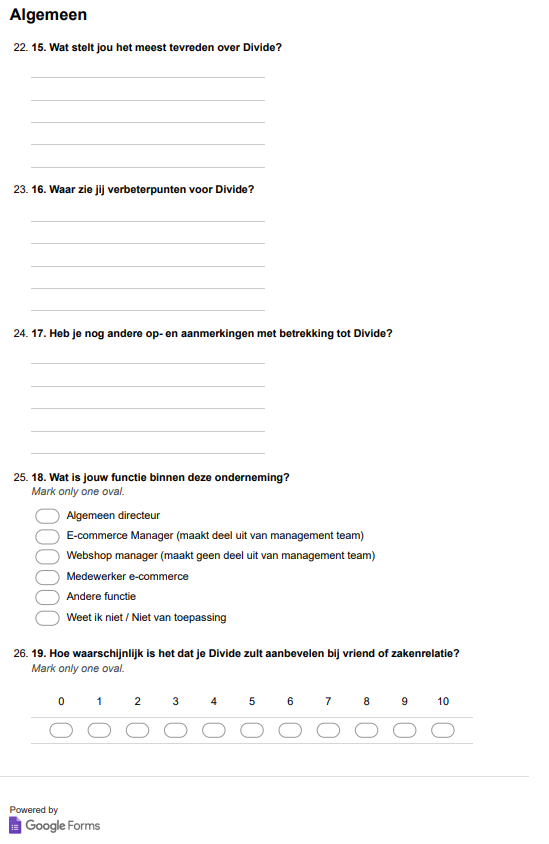 Algemeen
22. 15. Wat stelt jou het meest tevreden over Divide?
23. 16. Waar zie jij verbeterpunten voor Divide?
24. 17. Heb je nog andere op- en aanmerkingen met betrekking tot Divide?
25. 18. Wat is jouw functie binnen deze onderneming?
Mark only one oval.
Algemeen directeur
E-commerce Manager (maakt deel uit van management team)
Webshop manager (maakt geen deel uit van management team)
Medewerker e-commerce
Andere functie
Weet ik niet / Niet van toepassing
26. 19. Hoe waarschijnlijk is het dat je Divide zult aanbevelen bij vriend of zakenrelatie?
Mark only one oval.
0 1 2 3 4 5 6 7 8 9 10
Powered by
Google Forms